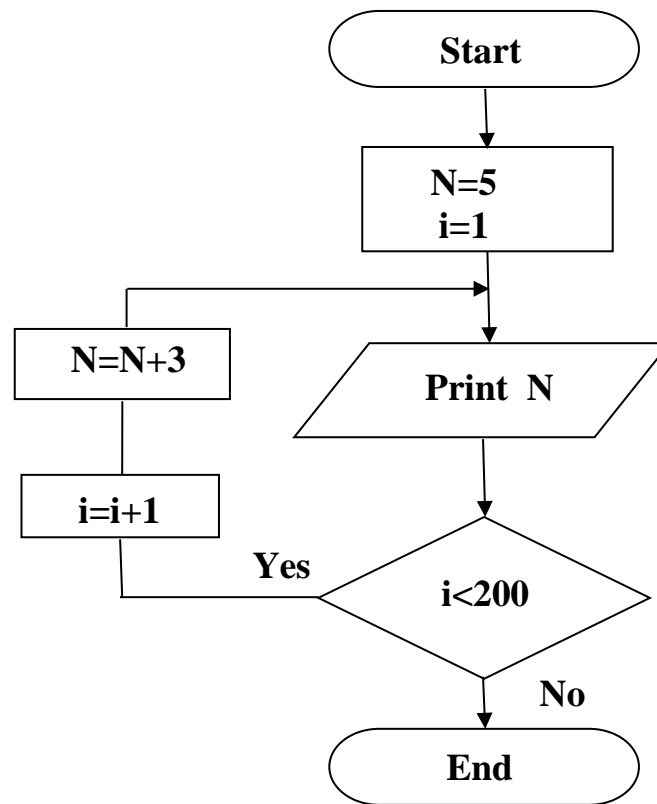 Start
N=5
i=1
N=N+3
Print N
i=i+1
Yes
i<200
No
End